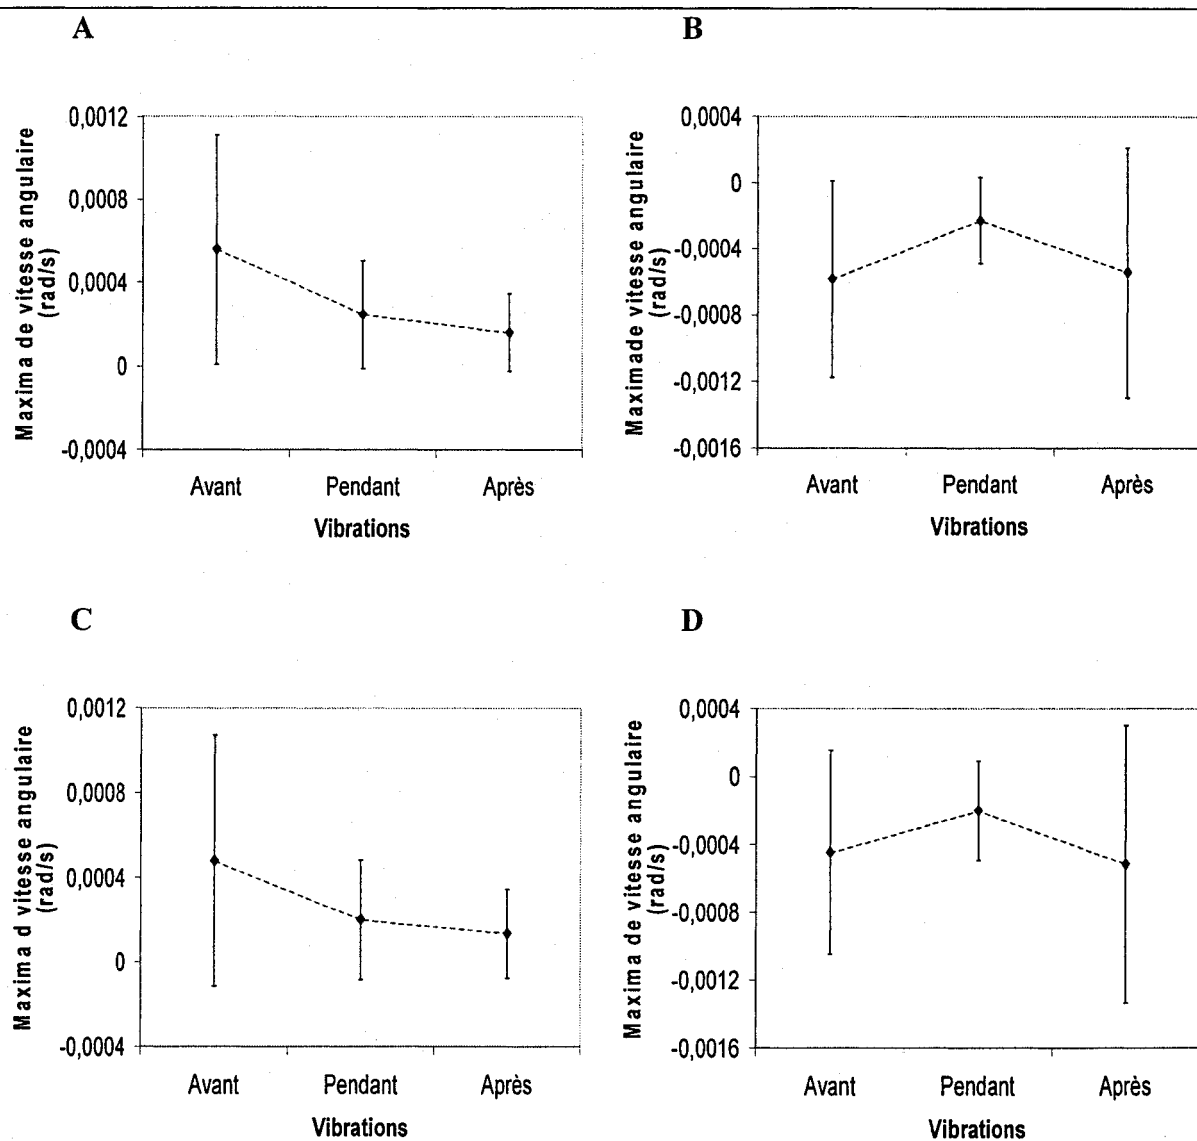 A
Maxima de vitesse angulaire
(rad/s)
0,0012
0,0008
0,0004
0
-0,0004
Avant Pendant Après
Vibrations
B
Maximade vitesse angulaire
(rad/s)
0,0004
0
-0,0004
-0,0008
-0,0012
-0,0016
Avant Pendant Après
Vibrations
C
Maxima d vitesse angulaire
(rad/s)
0,0012
0,0008
0,0004
0
-0,0004
Avant Pendant Après
Vibrations
D
Maxima de vitesse angulaire
(rad/s)
0,0004
0
-0,0004
-0,0008
-0,0012
-0,0016
Avant Pendant Après
Vibrations